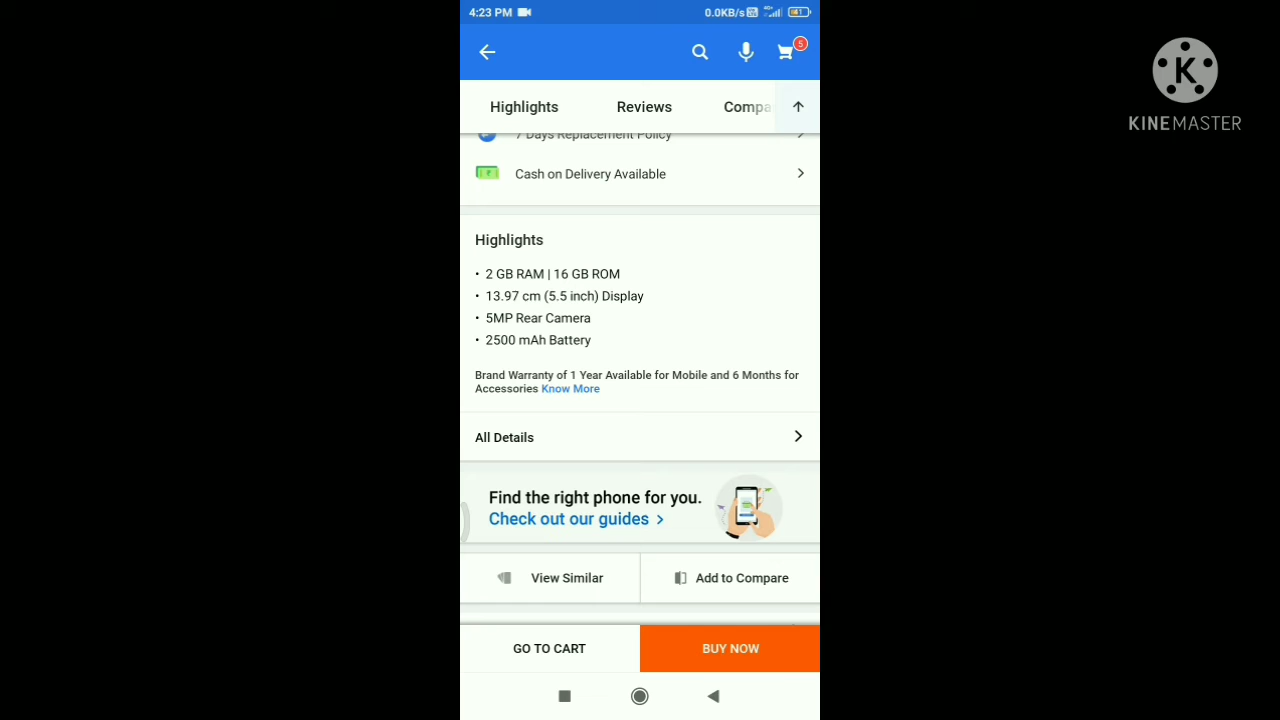 4:23 PM
0.0KB/s
4G+
41
K
KINEMASTER
5
Highlights
Reviews
Compa
7 Days Replacement Policy
Cash on Delivery Available
Highlights
• 2 GB RAM | 16 GB ROM
• 13.97 cm (5.5 inch) Display
• 5MP Rear Camera
• 2500 mAh Battery
Brand Warranty of 1 Year Available for Mobile and 6 Months for
Accessories Know More
All Details
Find the right phone for you.
Check out our guides >
View Similar
Add to Compare
GO TO CART
BUY NOW